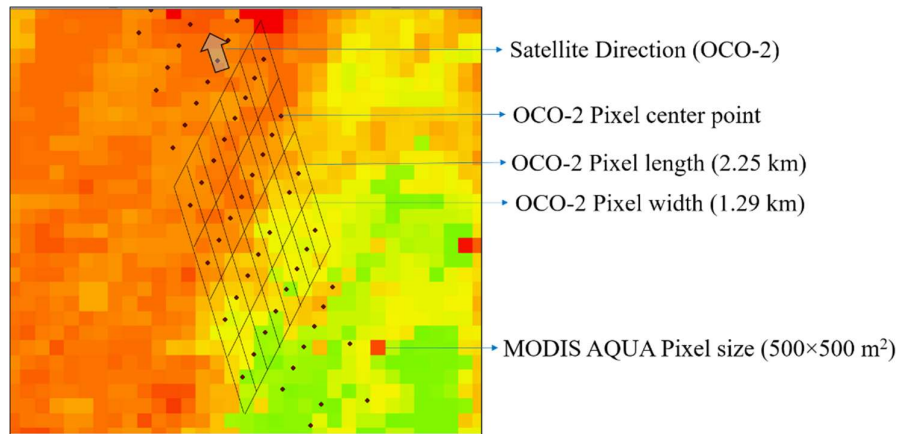 Satellite Direction (OCO-2)
OCO-2 Pixel center point
OCO-2 Pixel length (2.25 km)
OCO-2 Pixel width (1.29 km)
MODIS AQUA Pixel size (500×500 m²)